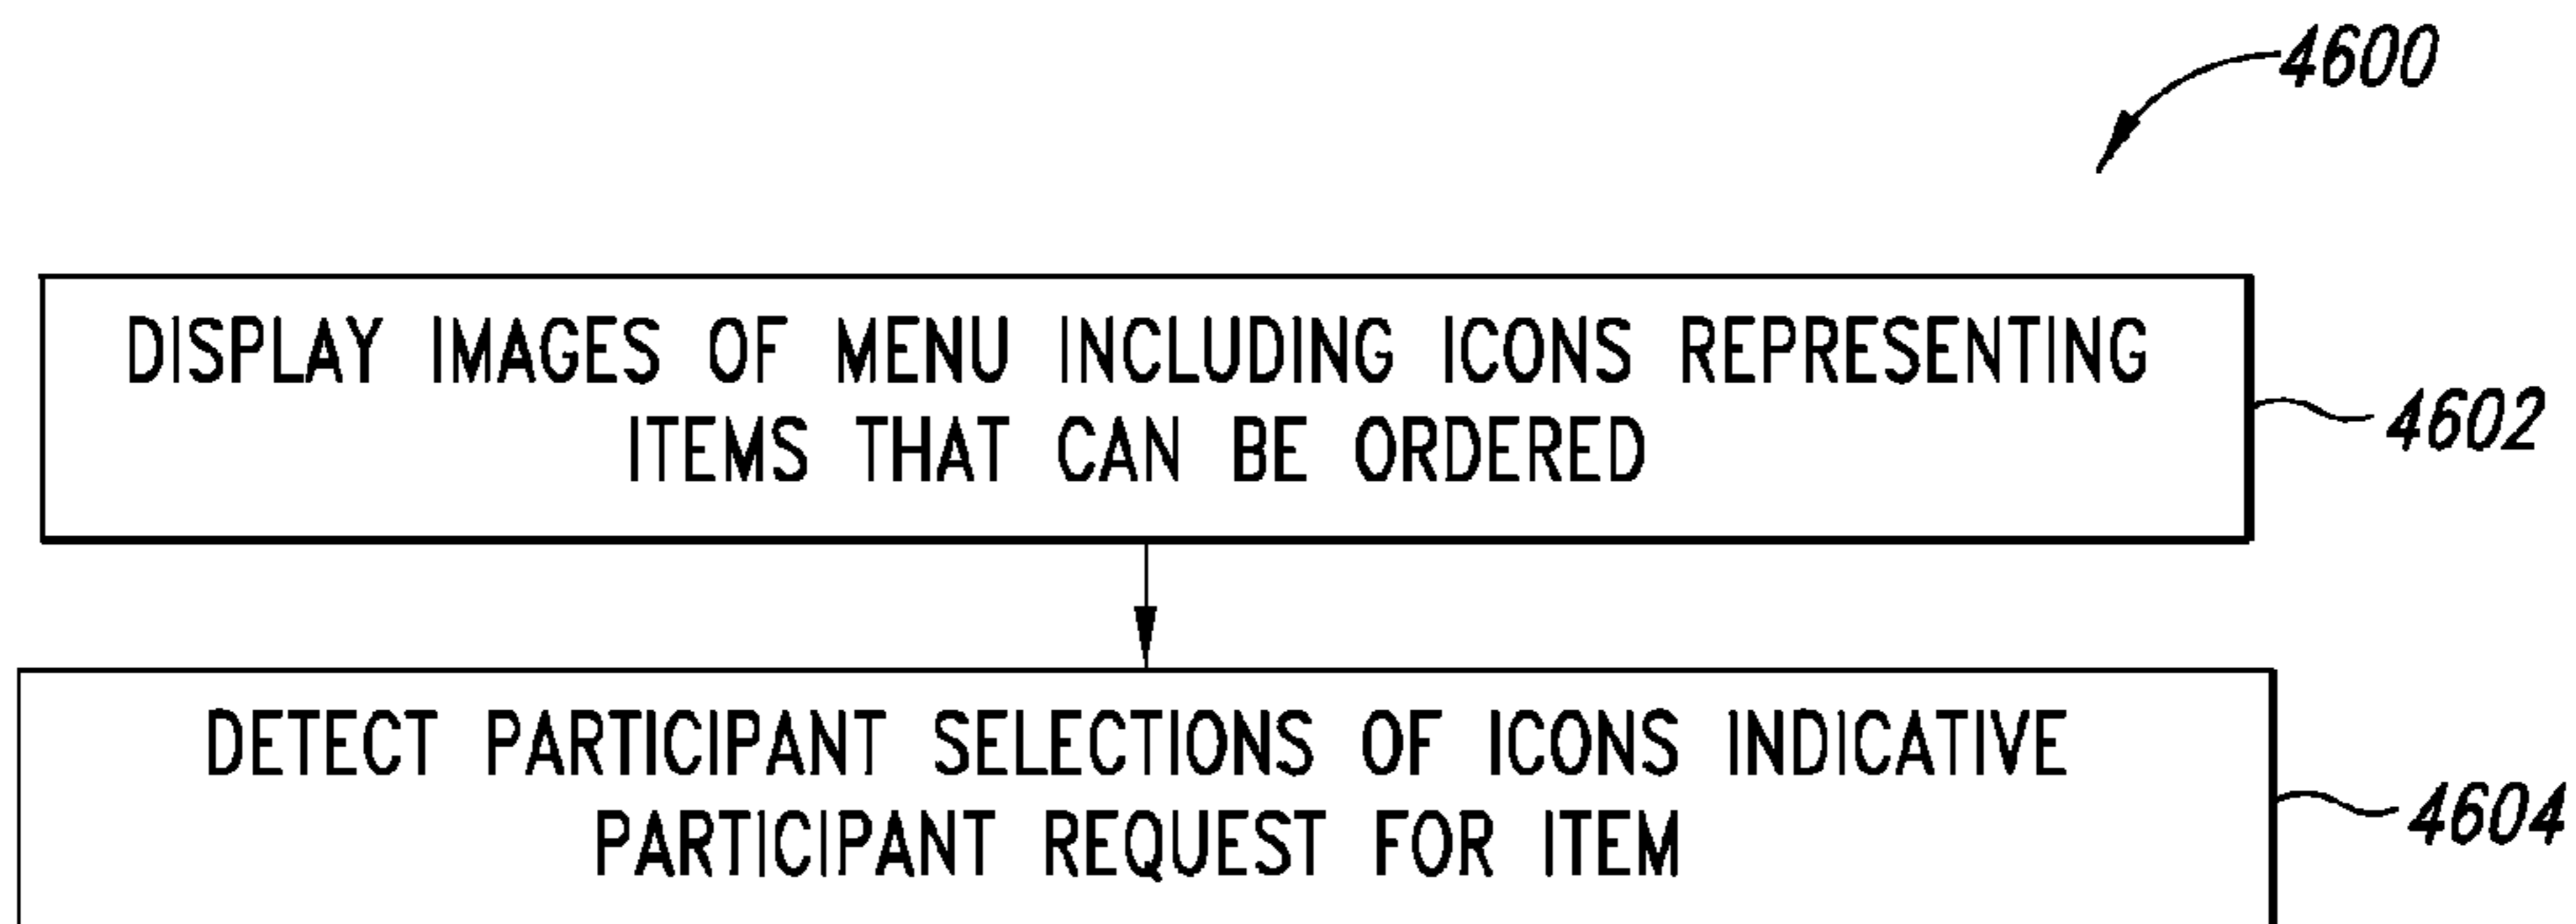 4600
DISPLAY IMAGES OF MENU INCLUDING ICONS REPRESENTING
ITEMS THAT CAN BE ORDERED
4602
DETECT PARTICIPANT SELECTIONS OF ICONS INDICATIVE
PARTICIPANT REQUEST FOR ITEM
4604